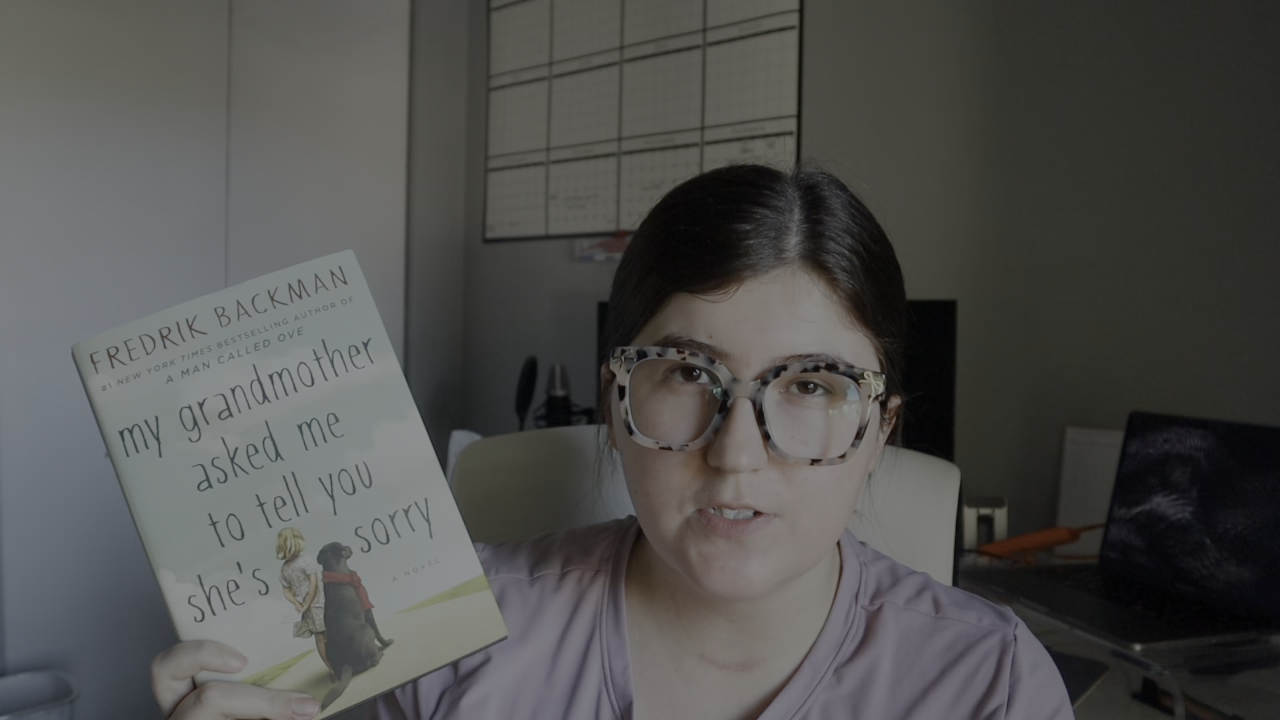 FREDRIK BACKMAN
#1 NEW YORK TIMES BESTSELLING AUTHOR OF
A MAN CALLED OVE
my grandmother
asked me
to tell you
she's sorry
A NOVEL